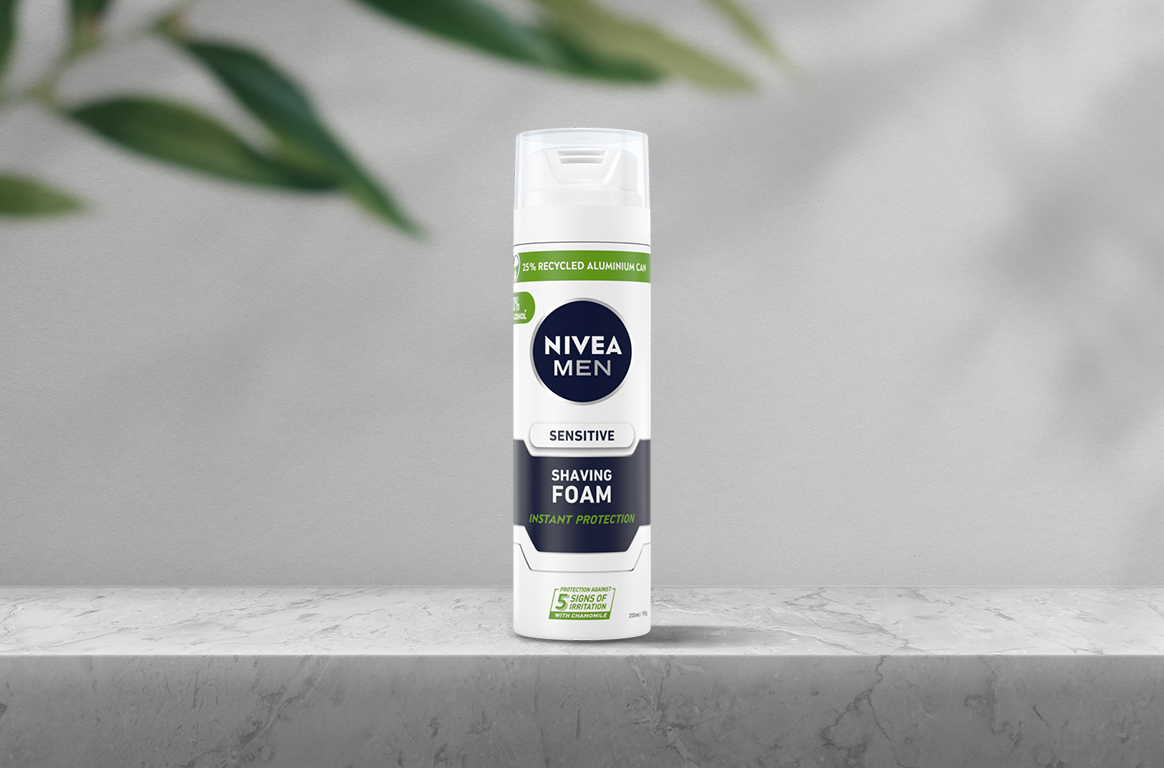 25% RECYCLED ALUMINIUM CAN
NIVEA
MEN
SENSITIVE
SHAVING
FOAM
INSTANT PROTECTION
PROTECTION AGAINST
5 SIGNS OF
IRRITATION
WITH CHAMOMILE
200ml